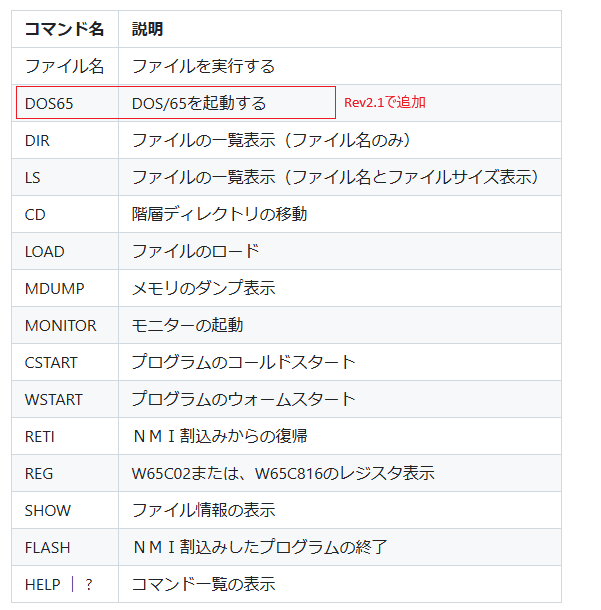 コマンド名 説明
ファイル名 ファイルを実行する
DOS65 DOS/65を起動する Rev2.1で追加
DIR ファイルの一覧表示（ファイル名のみ）
LS ファイルの一覧表示（ファイル名とファイルサイズ表示）
CD 階層ディレクトリの移動
LOAD ファイルのロード
MDUMP メモリのダンプ表示
MONITOR モニターの起動
CSTART プログラムのコールドスタート
WSTART プログラムのウォームスタート
RETI ＮＭＩ割込みからの復帰
REG W65C02または、W65C816のレジスタ表示
SHOW ファイル情報の表示
FLASH ＮＭＩ割込みしたプログラムの終了
HELP ｜ ? コマンド一覧の表示